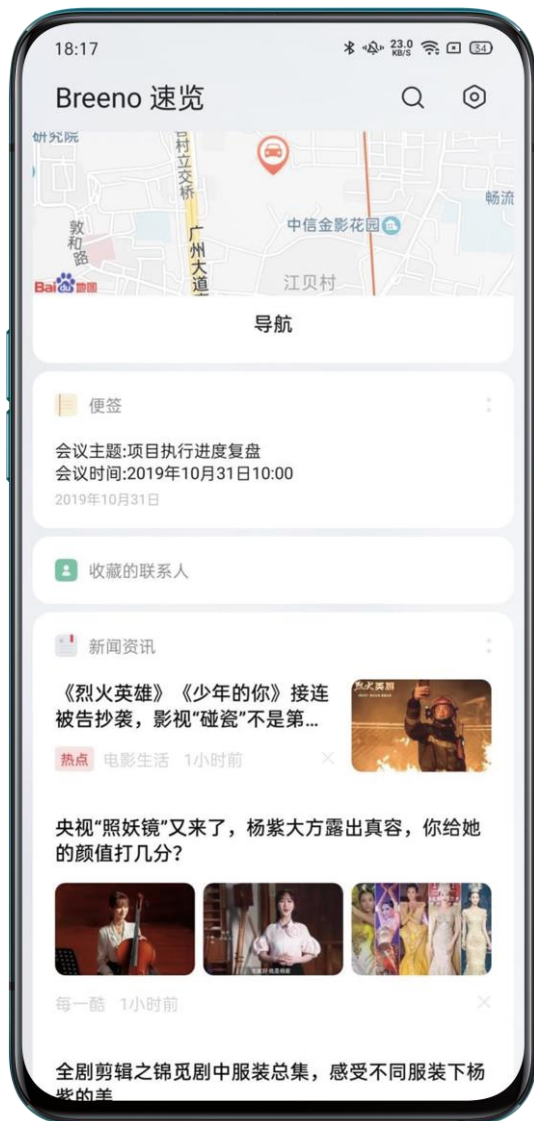 18:17
23.0
KB/S
34
Breeno 速览
研究院
村立交桥
畅流
敦和路
广州大道
中信金影花园
江贝村
Bai du 地图
导航
便签
会议主题:项目执行进度复盘
会议时间:2019年10月31日10:00
2019年10月31日
收藏的联系人
新闻资讯
《烈火英雄》《少年的你》接连
被告抄袭，影视“碰瓷”不是第...
烈火英雄
热点 电影生活 1小时前
央视“照妖镜”又来了，杨紫大方露出真容，你给她
的颜值打几分?
每一酷 1小时前
全剧剪辑之锦觅剧中服装总集，感受不同服装下杨
紫的美